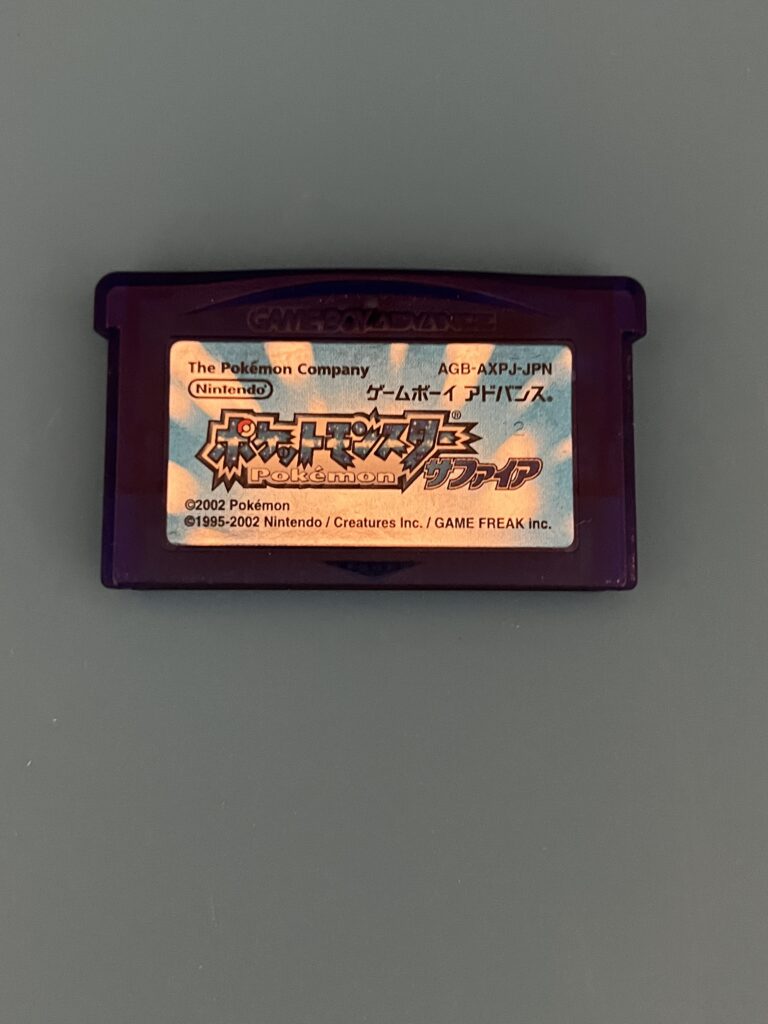 GAME BOY ADVANCE
The Pokémon Company AGB-AXPJ-JPN
Nintendo® ゲームボーイ アドバンス®
ポケットモンスター®
2
Pokémon サファイア
©2002 Pokémon
©1995-2002 Nintendo / Creatures Inc. / GAME FREAK inc.